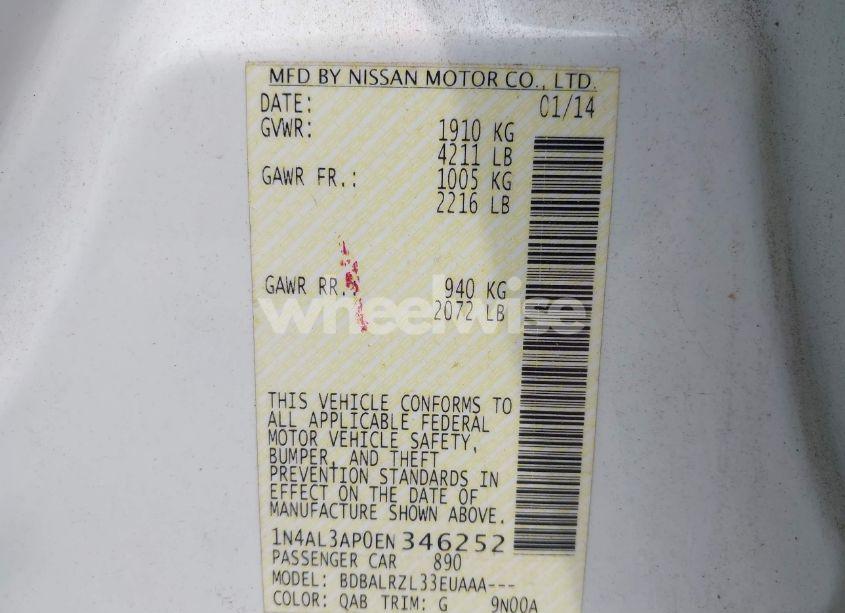 MFD BY NISSAN MOTOR CO., LTD.
DATE: 01/14
GVWR: 1910 KG
4211 LB
GAWR FR.: 1005 KG
2216 LB
GAWR RR.: 940 KG
2072 LB
wheelwise
THIS VEHICLE CONFORMS TO
ALL APPLICABLE FEDERAL
MOTOR VEHICLE SAFETY,
BUMPER, AND THEFT
PREVENTION STANDARDS IN
EFFECT ON THE DATE OF
MANUFACTURE SHOWN ABOVE.
1N4AL3AP0EN346252
PASSENGER CAR 890
MODEL: BDBALRZL33EUAAA---
COLOR: QAB TRIM: G 9N00A